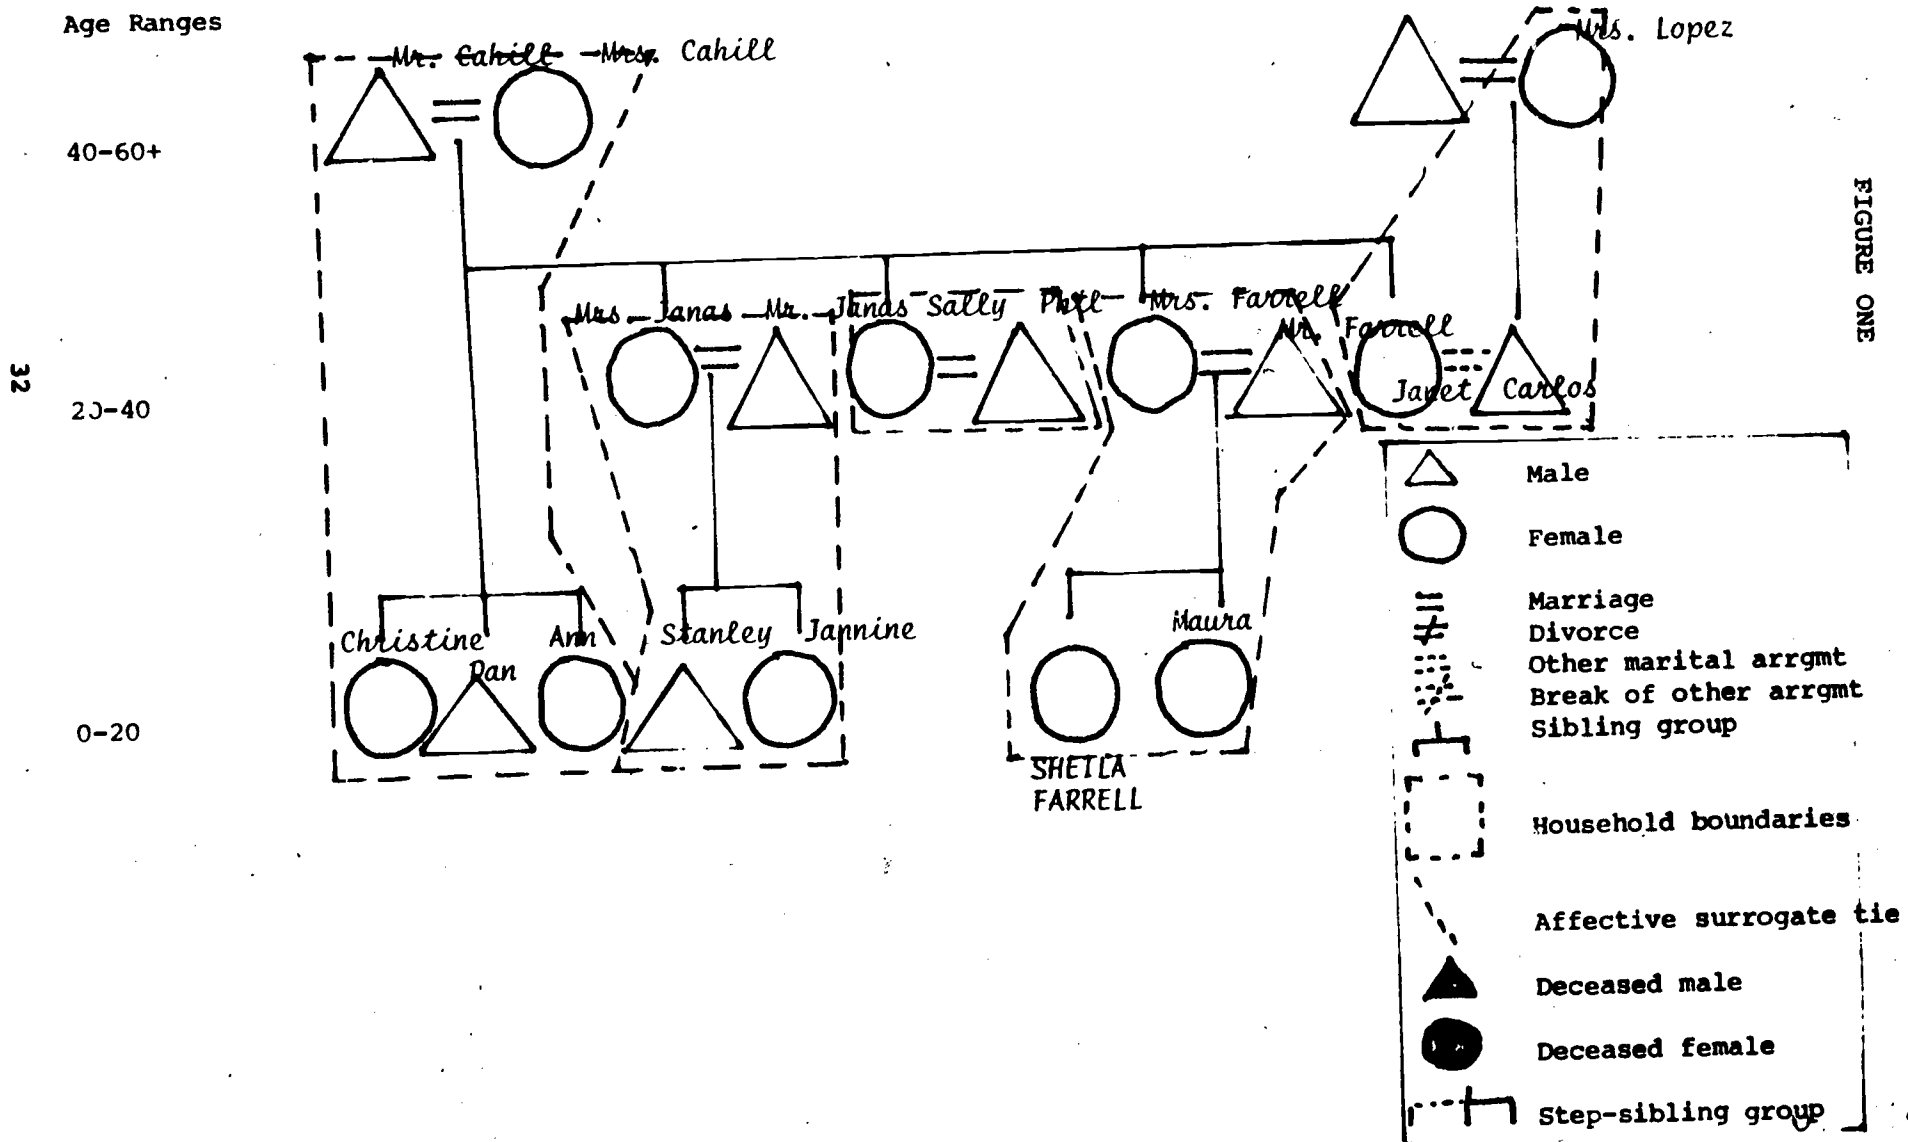 Age Ranges
Mr. Cahill Mrs. Cahill
Mrs. Lopez
40-60+
FIGURE ONE
32
Mrs Janas Mr. Janas Sally Phil Mrs. Farrell
Mr. Farrell
Janet Carlos
20-40
Male
Female
Marriage
Divorce
Other marital arrgmt
Break of other arrgmt
Sibling group
Christine Ann Stanley Jannine Maura
Dan
0-20
SHEILA
FARRELL
Household boundaries
Affective surrogate tie
Deceased male
Deceased female
Step-sibling group